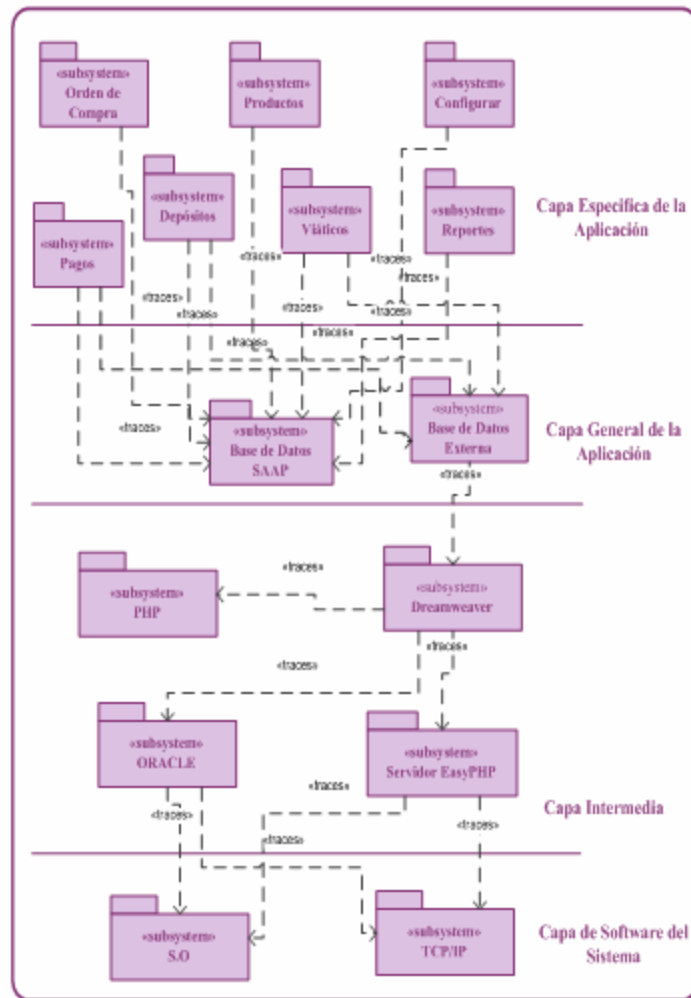 «subsystem»
Orden de
Compra
«subsystem»
Productos
«subsystem»
Configurar
«subsystem»
Depósitos
«subsystem»
Viáticos
«subsystem»
Reportes
Capa Especifica de la
Aplicación
«subsystem»
Pagos
«traces»
«traces»
«traces»
«traces»
«traces»
«traces»
«traces»
«traces»
«traces»
«traces»
«subsystem»
Base de Datos
SAAP
«subsystem»
Base de Datos
Externa
Capa General de la
Aplicación
«traces»
«traces»
«subsystem»
PHP
«subsystem»
Dreamweaver
«traces»
«traces»
«subsystem»
ORACLE
«subsystem»
Servidor EasyPHP
«traces»
«traces»
«traces»
«traces»
Capa Intermedia
«subsystem»
S.O
«subsystem»
TCP/IP
Capa de Software del
Sistema